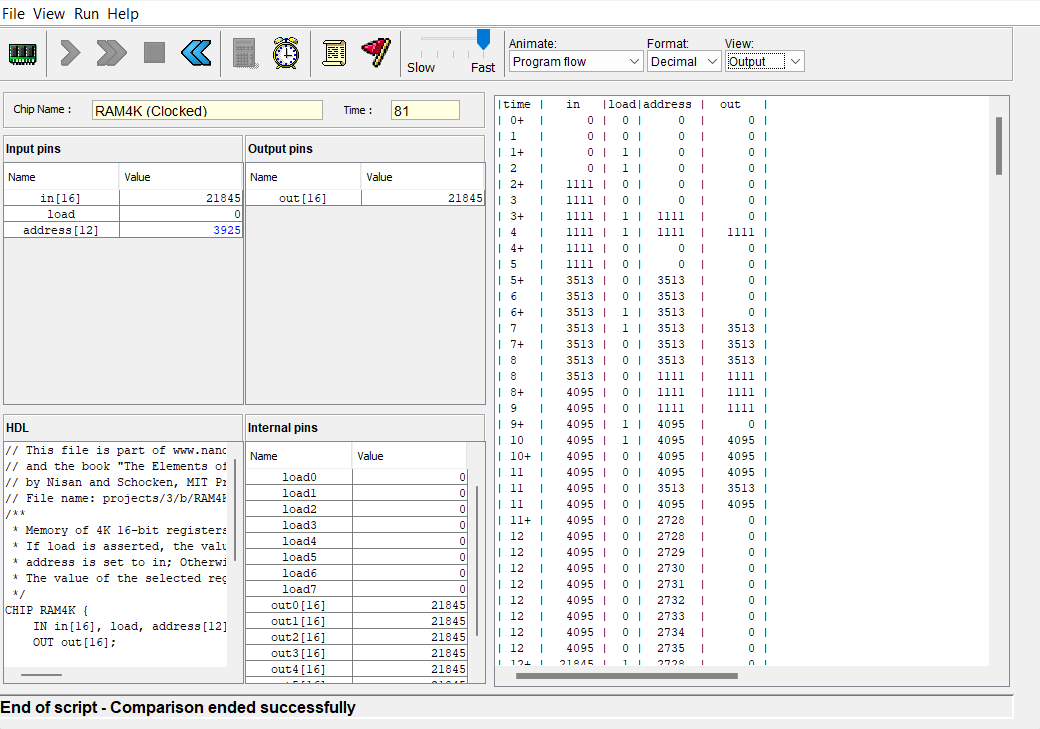 File View Run Help
Slow Fast
Animate: Format: View:
Program flow Decimal Output
Chip Name : RAM4K (Clocked) Time : 81
Input pins
Name Value
in[16] 21845
load 0
address[12] 3925
Output pins
Name Value
out[16] 21845
HDL
// This file is part of www.nand
// and the book "The Elements of
// by Nisan and Schocken, MIT Pr
// File name: projects/3/b/RAM4K
/**
* Memory of 4K 16-bit registers
* If load is asserted, the valu
* address is set to in; Otherwi
* The value of the selected reg
*/
CHIP RAM4K {
IN in[16], load, address[12]
OUT out[16];
Internal pins
Name Value
load0 0
load1 0
load2 0
load3 0
load4 0
load5 0
load6 0
load7 0
out0[16] 21845
out1[16] 21845
out2[16] 21845
out3[16] 21845
out4[16] 21845
|time | in |load|address | out |
| 0+ | 0 | 0 | 0 | 0 |
| 1 | 0 | 0 | 0 | 0 |
| 1+ | 0 | 1 | 0 | 0 |
| 2 | 0 | 1 | 0 | 0 |
| 2+ | 1111 | 0 | 0 | 0 |
| 3 | 1111 | 0 | 0 | 0 |
| 3+ | 1111 | 1 | 1111 | 0 |
| 4 | 1111 | 1 | 1111 | 1111 |
| 4+ | 1111 | 0 | 0 | 0 |
| 5 | 1111 | 0 | 0 | 0 |
| 5+ | 3513 | 0 | 3513 | 0 |
| 6 | 3513 | 0 | 3513 | 0 |
| 6+ | 3513 | 1 | 3513 | 0 |
| 7 | 3513 | 1 | 3513 | 3513 |
| 7+ | 3513 | 0 | 3513 | 3513 |
| 8 | 3513 | 0 | 3513 | 3513 |
| 8 | 3513 | 0 | 1111 | 1111 |
| 8+ | 4095 | 0 | 1111 | 1111 |
| 9 | 4095 | 0 | 1111 | 1111 |
| 9+ | 4095 | 1 | 4095 | 0 |
| 10 | 4095 | 1 | 4095 | 4095 |
| 10+ | 4095 | 0 | 4095 | 4095 |
| 11 | 4095 | 0 | 4095 | 4095 |
| 11 | 4095 | 0 | 3513 | 3513 |
| 11 | 4095 | 0 | 4095 | 4095 |
| 11+ | 4095 | 0 | 2728 | 0 |
| 12 | 4095 | 0 | 2728 | 0 |
| 12 | 4095 | 0 | 2729 | 0 |
| 12 | 4095 | 0 | 2730 | 0 |
| 12 | 4095 | 0 | 2731 | 0 |
| 12 | 4095 | 0 | 2732 | 0 |
| 12 | 4095 | 0 | 2733 | 0 |
| 12 | 4095 | 0 | 2734 | 0 |
| 12 | 4095 | 0 | 2735 | 0 |
| 12+ | 21845 | 1 | 2728 | 0 |
End of script - Comparison ended successfully